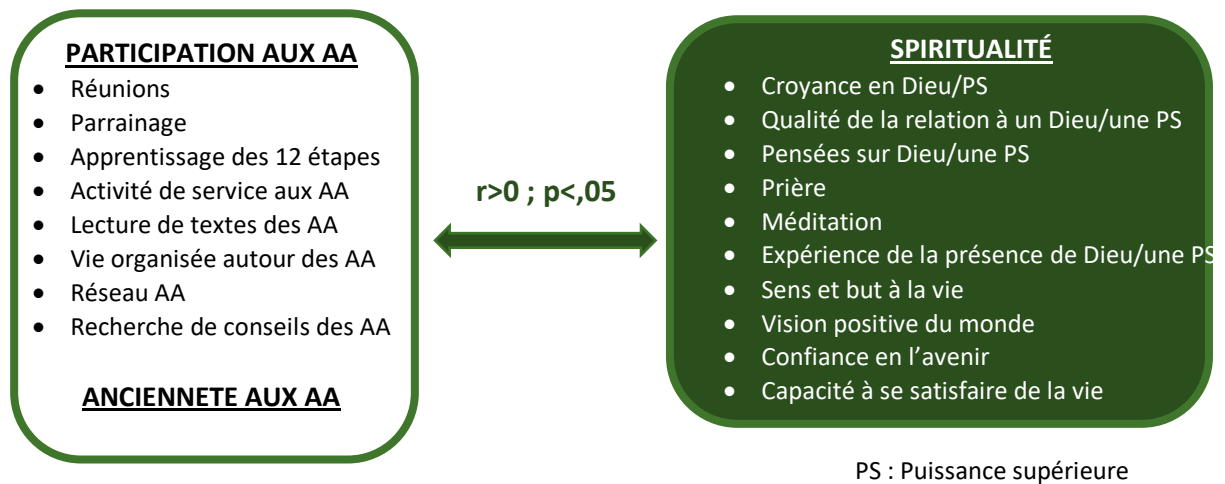 PARTICIPATION AUX AA
• Réunions
• Parrainage
• Apprentissage des 12 étapes
• Activité de service aux AA
• Lecture de textes des AA
• Vie organisée autour des AA
• Réseau AA
• Recherche de conseils des AA
ANCIENNETE AUX AA
r>0 ; p<,05
SPIRITUALITÉ
• Croyance en Dieu/PS
• Qualité de la relation à un Dieu/une PS
• Pensées sur Dieu/une PS
• Prière
• Méditation
• Expérience de la présence de Dieu/une PS
• Sens et but à la vie
• Vision positive du monde
• Confiance en l’avenir
• Capacité à se satisfaire de la vie
PS : Puissance supérieure